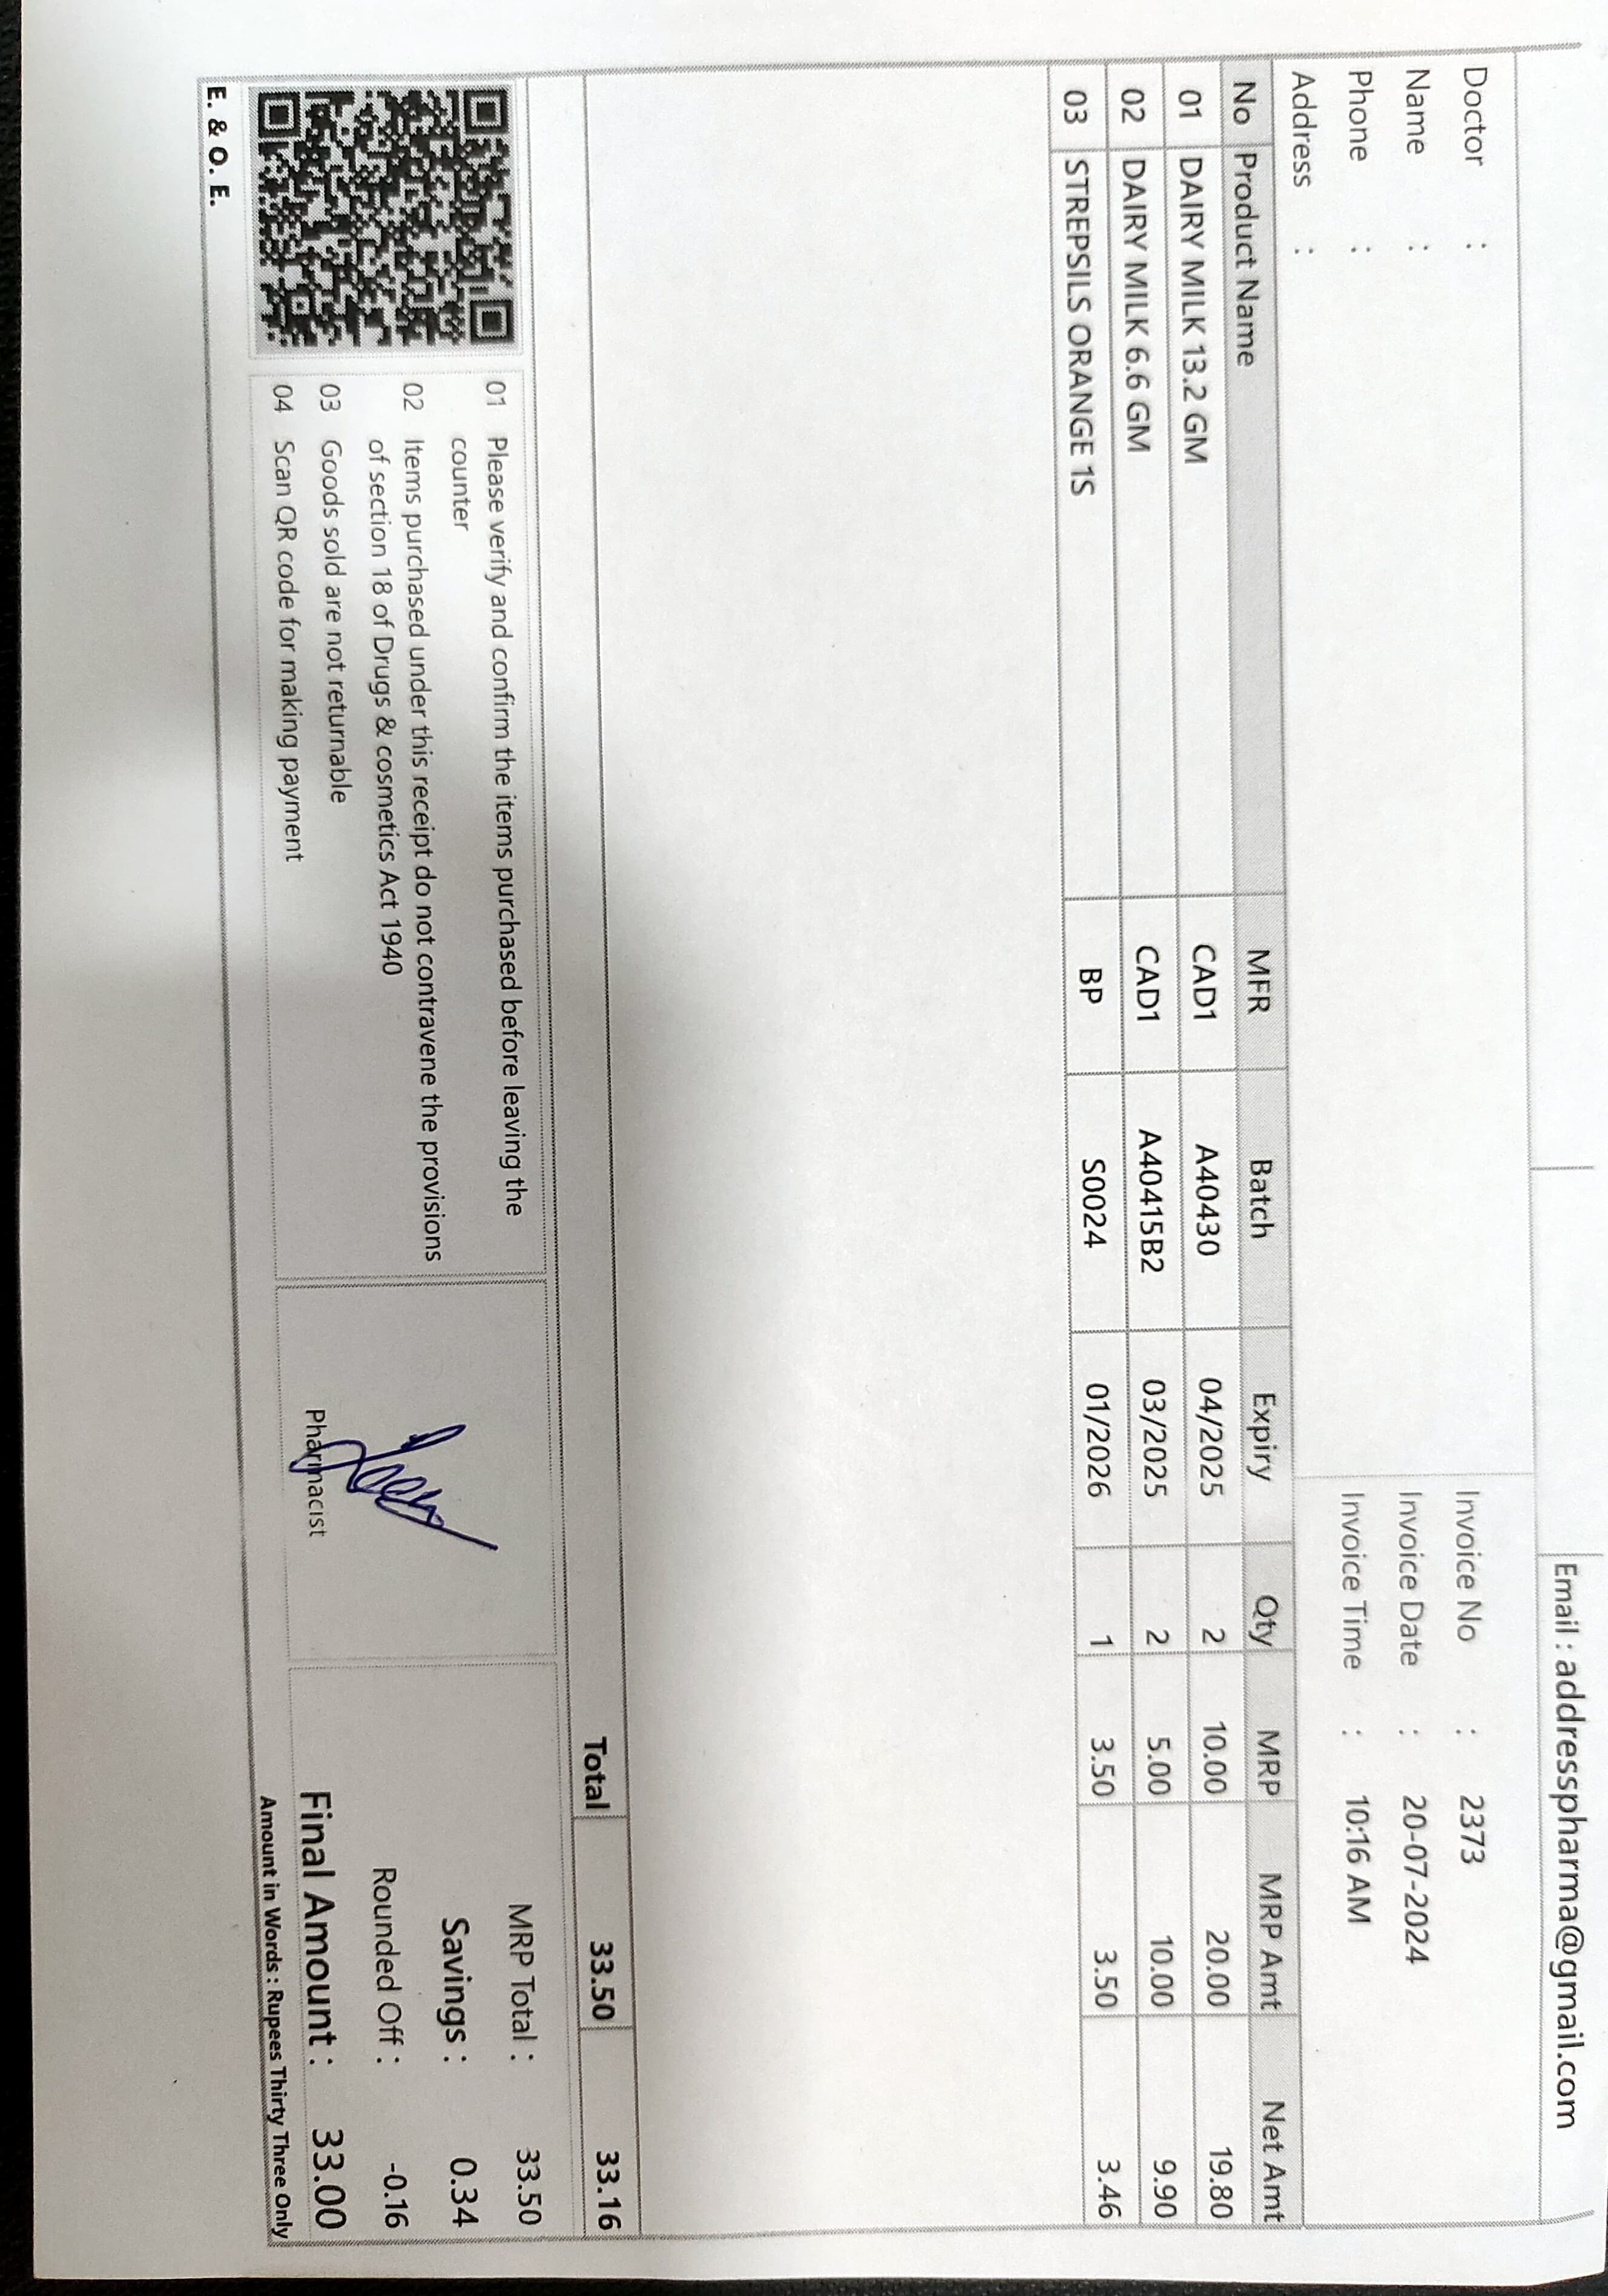 Email : addresspharma@gmail.com
Doctor :
Name :
Phone :
Address :
Invoice No : 2373
Invoice Date : 20-07-2024
Invoice Time : 10:16 AM
No Product Name MFR Batch Expiry Qty MRP MRP Amt Net Amt
01 DAIRY MILK 13.2 GM CAD1 A40430 04/2025 2 10.00 20.00 19.80
02 DAIRY MILK 6.6 GM CAD1 A40415B2 03/2025 2 5.00 10.00 9.90
03 STREPSILS ORANGE 1S BP S0024 01/2026 1 3.50 3.50 3.46
Total 33.50 33.16
01 Please verify and confirm the items purchased before leaving the
counter
02 Items purchased under this receipt do not contravene the provisions
of section 18 of Drugs & cosmetics Act 1940
03 Goods sold are not returnable
04 Scan QR code for making payment
Pharmacist
MRP Total : 33.50
Savings : 0.34
Rounded Off : -0.16
Final Amount : 33.00
Amount in Words : Rupees Thirty Three Only
E. & O. E.